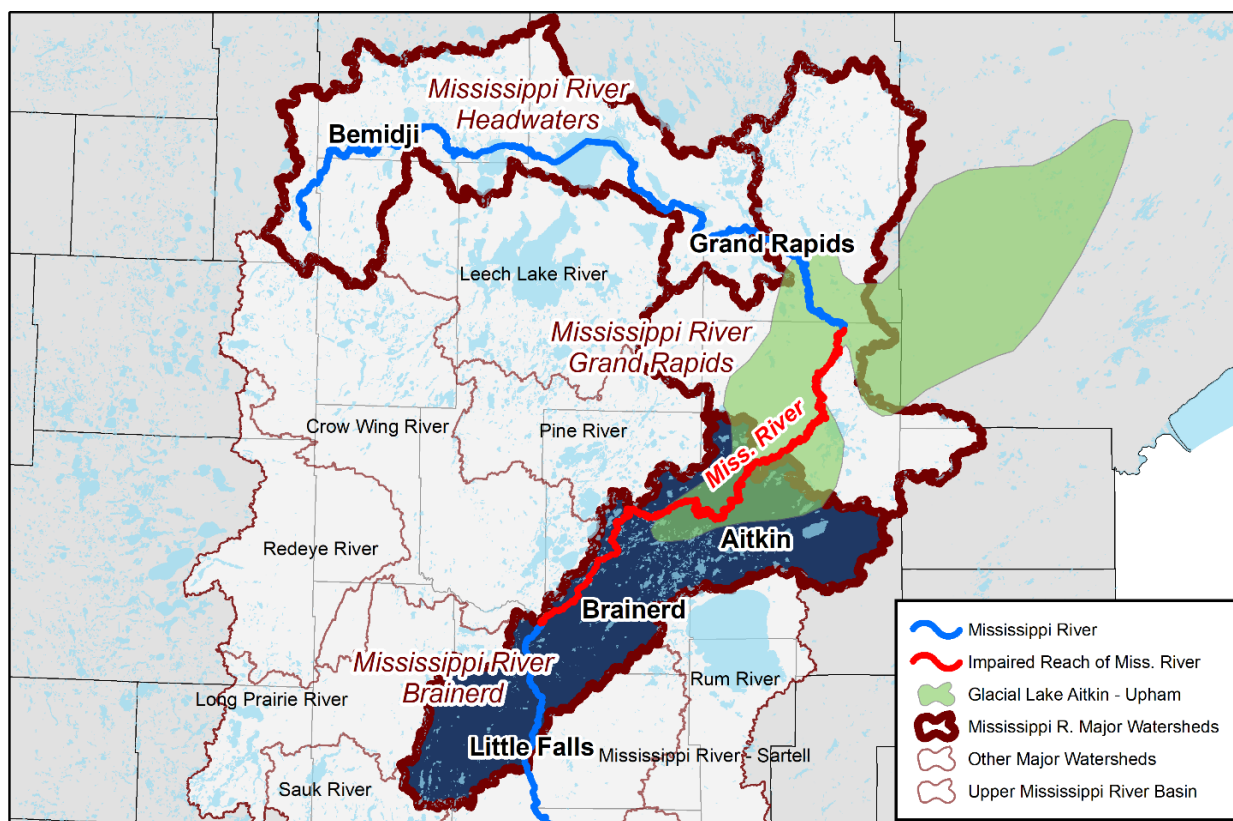 Mississippi River
Headwaters
Bemidji
Grand Rapids
Leech Lake River
Mississippi River
Grand Rapids
Miss. River
Crow Wing River
Pine River
Redeye River
Aitkin
Brainerd
Mississippi River
Brainerd
Rum River
Long Prairie River
Little Falls
Mississippi River - Sartell
Sauk River
Mississippi River
Impaired Reach of Miss. River
Glacial Lake Aitkin - Upham
Mississippi R. Major Watersheds
Other Major Watersheds
Upper Mississippi River Basin